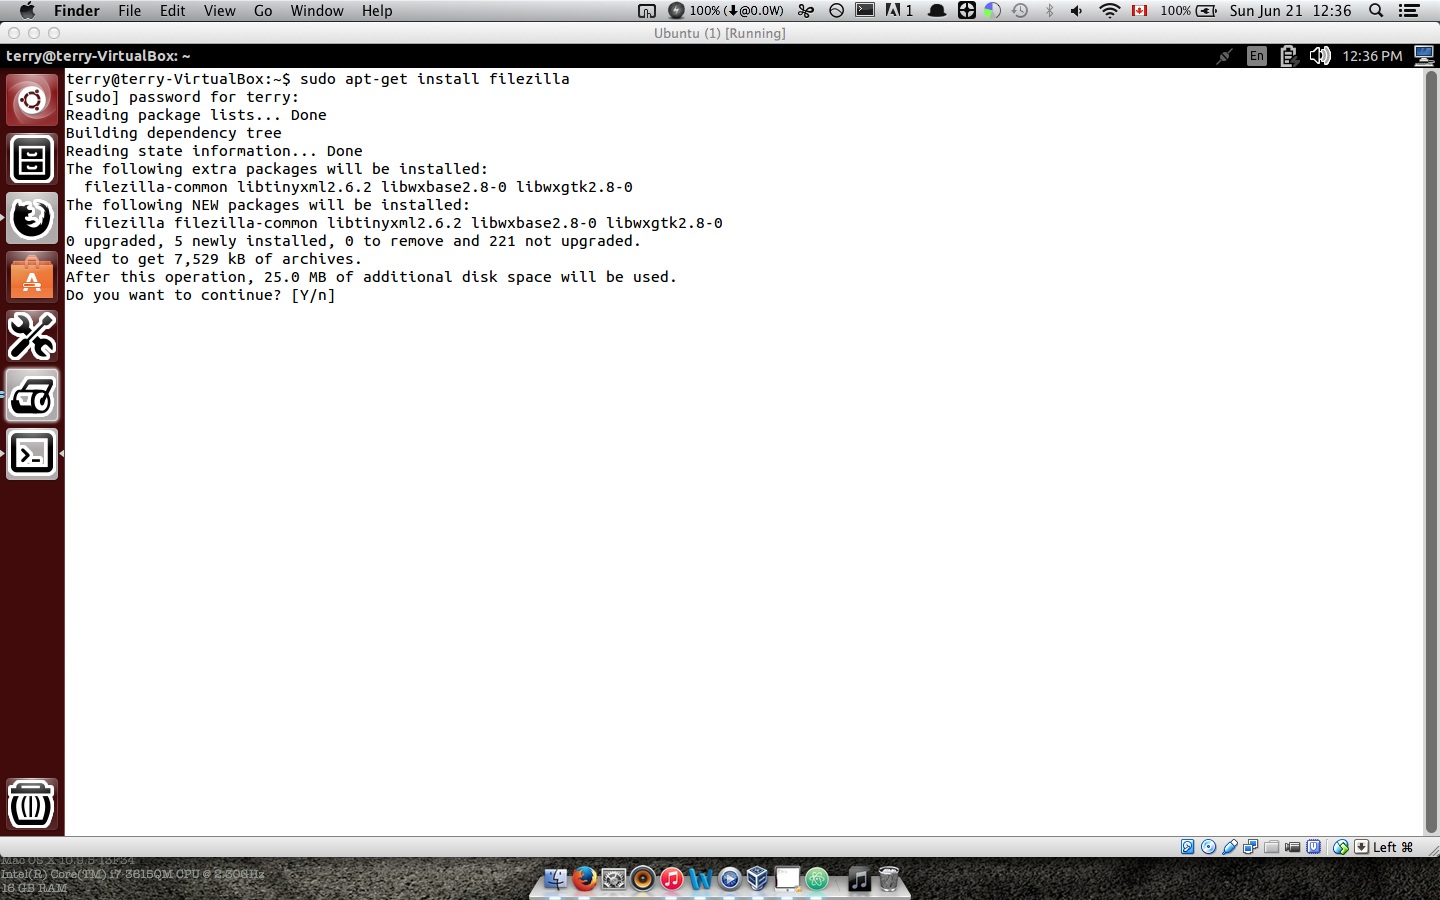 Finder File Edit View Go Window Help 100% (⬇@0.0W) 1 100% Sun Jun 21 12:36
Ubuntu (1) [Running]
terry@terry-VirtualBox: ~ En 12:36 PM
terry@terry-VirtualBox:~$ sudo apt-get install filezilla
[sudo] password for terry:
Reading package lists... Done
Building dependency tree
Reading state information... Done
The following extra packages will be installed:
  filezilla-common libtinyxml2.6.2 libwxbase2.8-0 libwxgtk2.8-0
The following NEW packages will be installed:
  filezilla filezilla-common libtinyxml2.6.2 libwxbase2.8-0 libwxgtk2.8-0
0 upgraded, 5 newly installed, 0 to remove and 221 not upgraded.
Need to get 7,529 kB of archives.
After this operation, 25.0 MB of additional disk space will be used.
Do you want to continue? [Y/n]
Left ⌘
Mac OS X 10.9.5 13F34
Intel(R) Core(TM) i7-3615QM CPU @ 2.30GHz
16 GB RAM